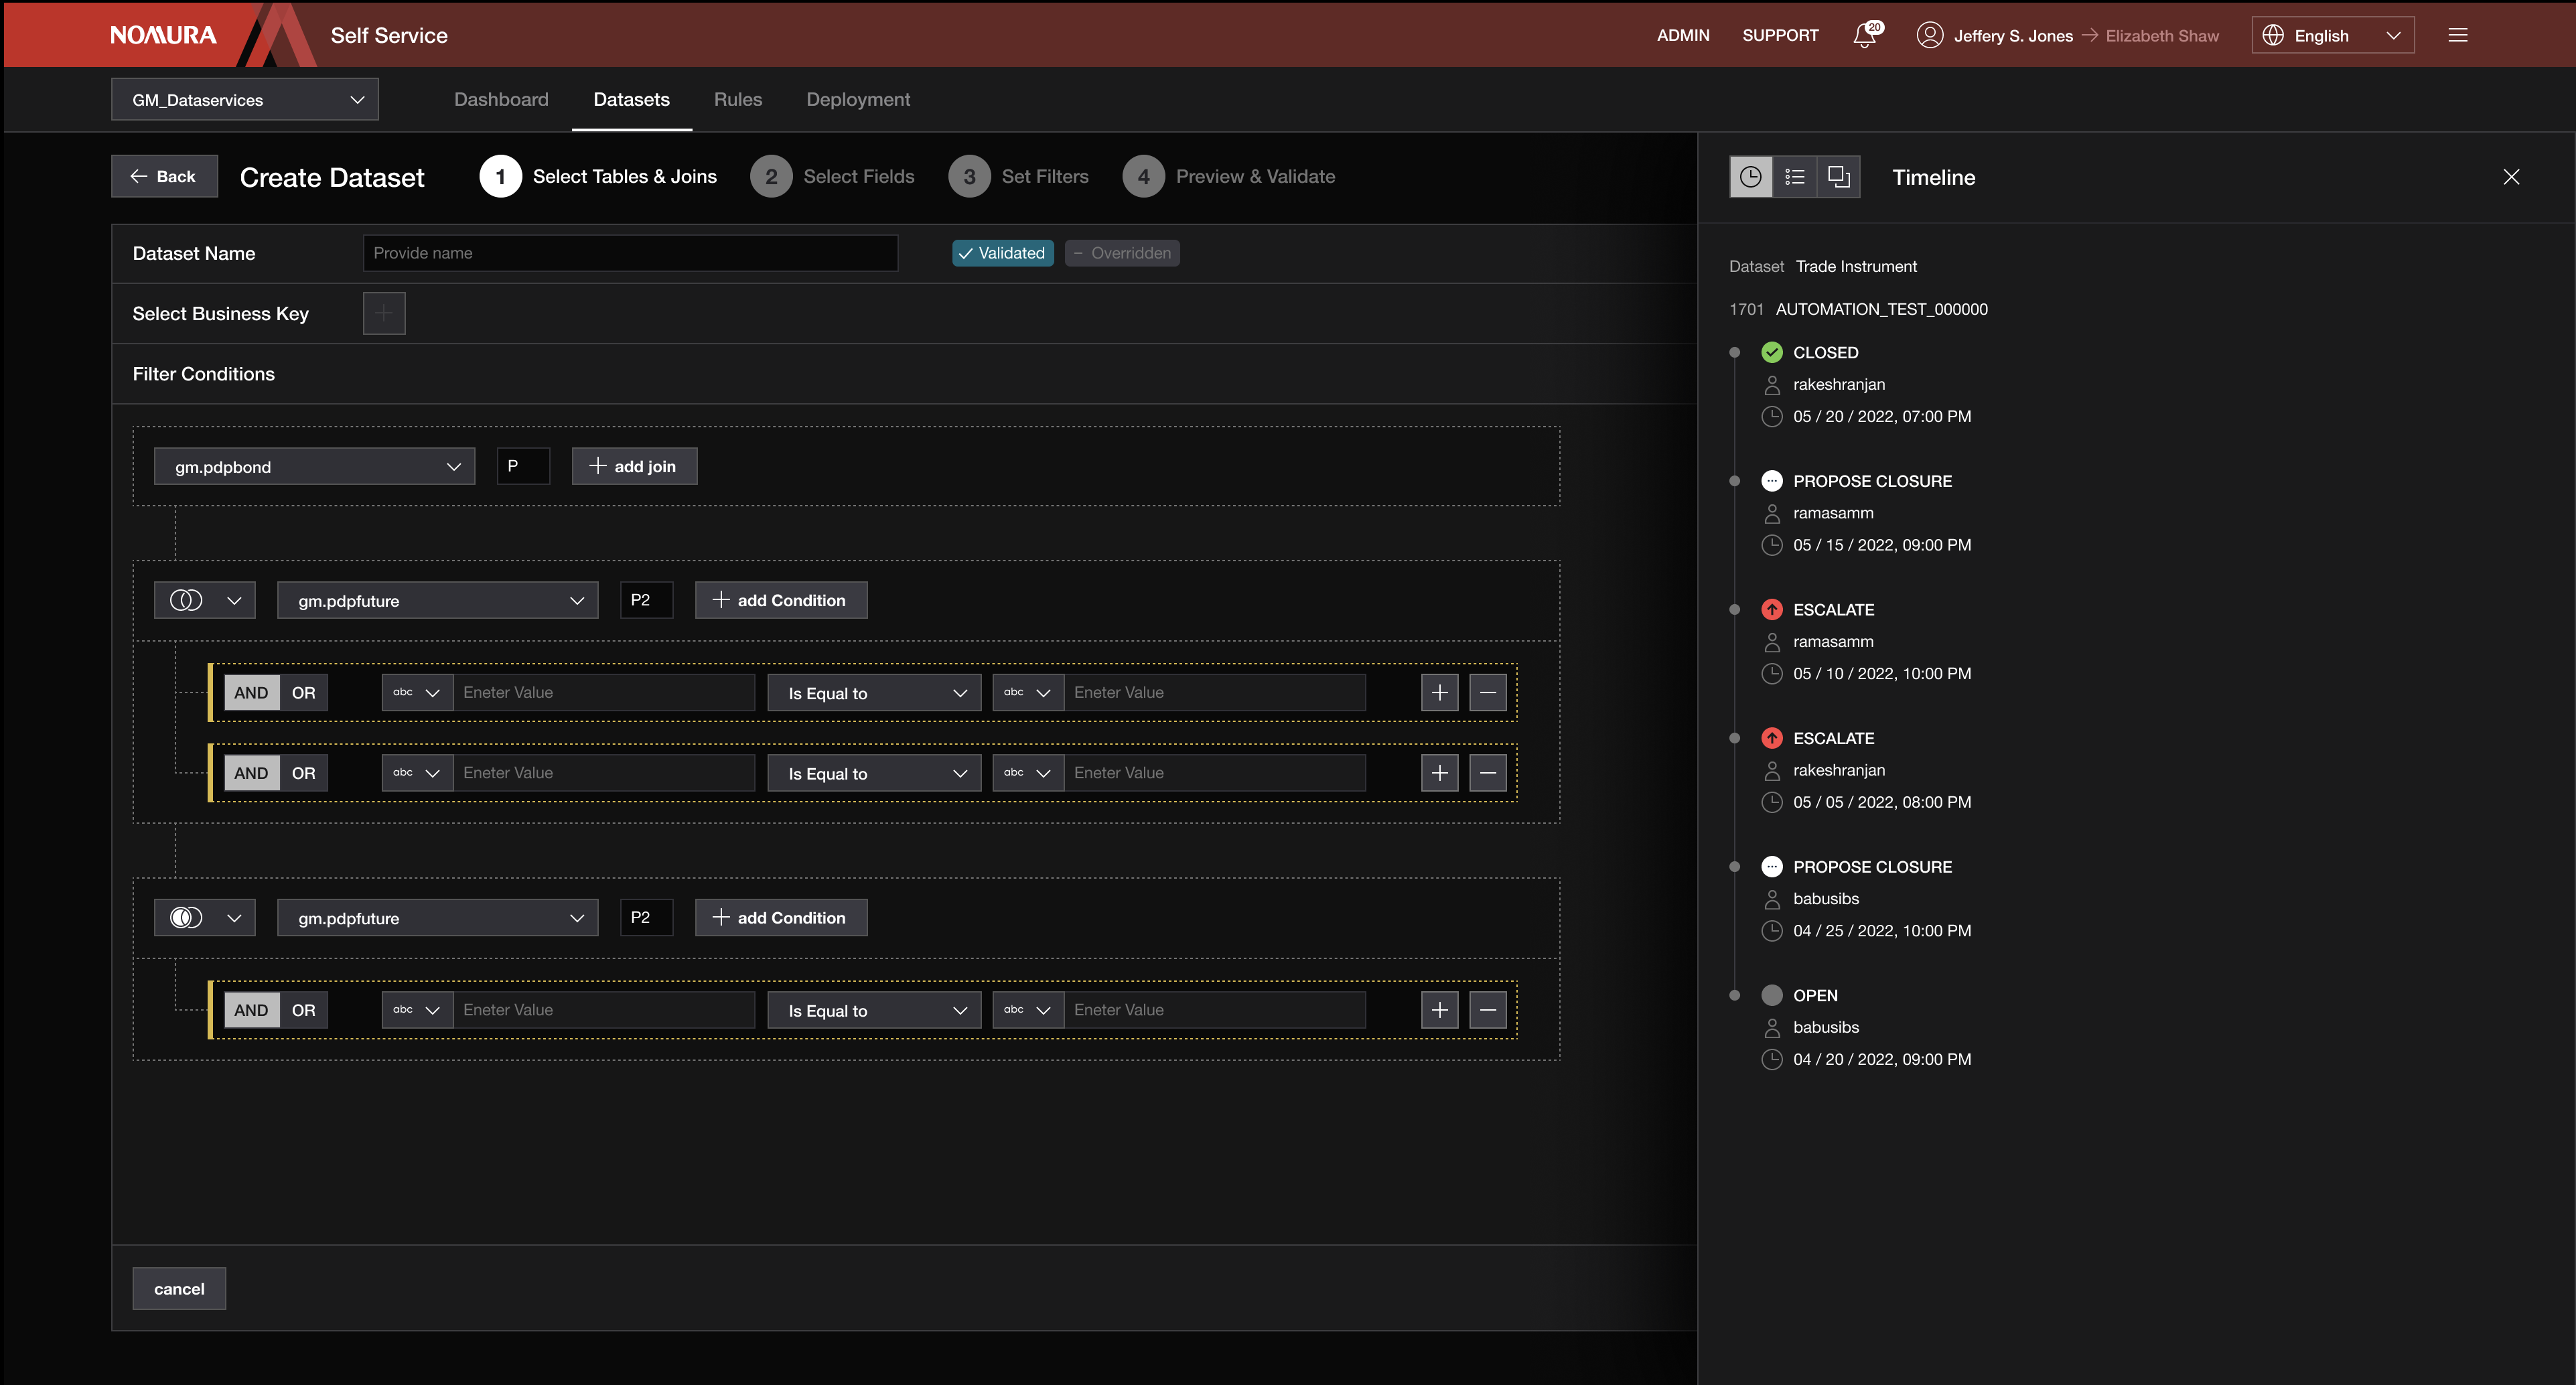 NOMURA Self Service ADMIN SUPPORT 20 Jeffery S. Jones → Elizabeth Shaw English
GM_Dataservices Dashboard Datasets Rules Deployment
← Back Create Dataset 1 Select Tables & Joins 2 Select Fields 3 Set Filters 4 Preview & Validate
Dataset Name Provide name Validated Overridden
Select Business Key +
Filter Conditions
gm.pdpbond P + add join
gm.pdpfuture P2 + add Condition
AND OR abc Eneter Value Is Equal to abc Eneter Value + −
AND OR abc Eneter Value Is Equal to abc Eneter Value + −
gm.pdpfuture P2 + add Condition
AND OR abc Eneter Value Is Equal to abc Eneter Value + −
cancel
Timeline
Dataset Trade Instrument
1701 AUTOMATION_TEST_000000
CLOSED
rakeshranjan
05 / 20 / 2022, 07:00 PM
PROPOSE CLOSURE
ramasamm
05 / 15 / 2022, 09:00 PM
ESCALATE
ramasamm
05 / 10 / 2022, 10:00 PM
ESCALATE
rakeshranjan
05 / 05 / 2022, 08:00 PM
PROPOSE CLOSURE
babusibs
04 / 25 / 2022, 10:00 PM
OPEN
babusibs
04 / 20 / 2022, 09:00 PM